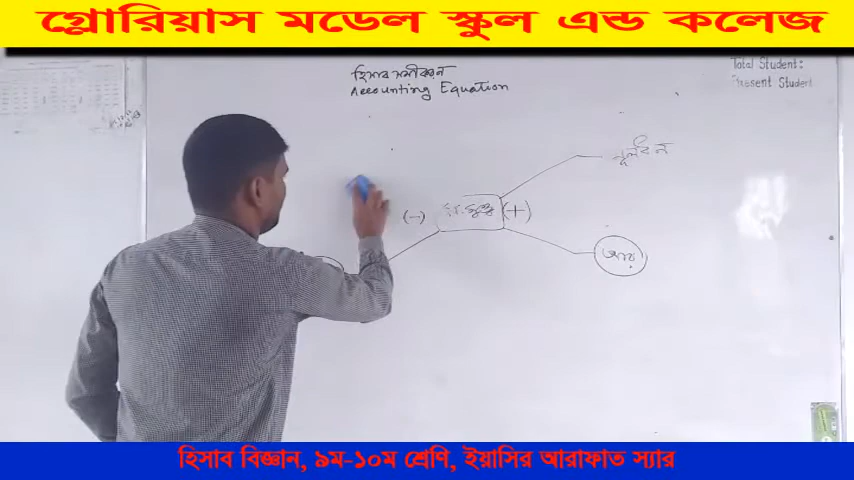 গ্লোরিয়াস মডেল স্কুল এন্ড কলেজ
হিসাব সমীকরণ
Accounting Equation
Total Student:
Present Student
মূলধন
(-)
(+)
আয়
হিসাব বিজ্ঞান, ৯ম-১০ম শ্রেণি, ইয়াসির আরাফাত স্যার